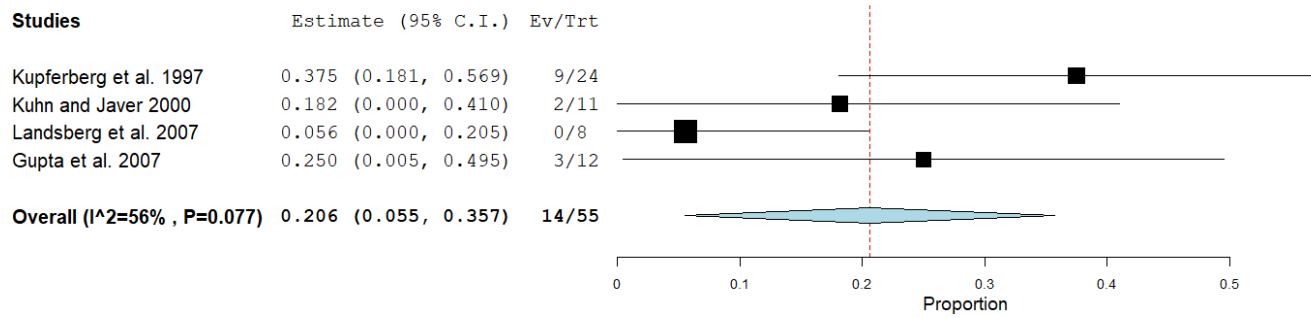 Studies Estimate (95% C.I.) Ev/Trt
Kupferberg et al. 1997 0.375 (0.181, 0.569) 9/24
Kuhn and Javer 2000 0.182 (0.000, 0.410) 2/11
Landsberg et al. 2007 0.056 (0.000, 0.205) 0/8
Gupta et al. 2007 0.250 (0.005, 0.495) 3/12
Overall (I^2=56% , P=0.077) 0.206 (0.055, 0.357) 14/55
0 0.1 0.2 0.3 0.4 0.5
Proportion